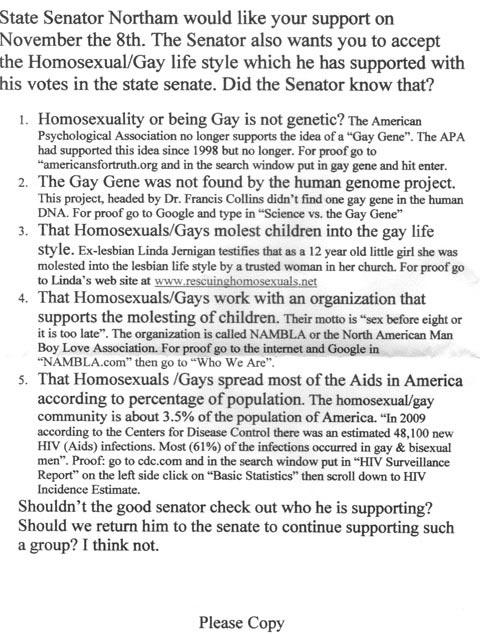 State Senator Northam would like your support on
November the 8th. The Senator also wants you to accept
the Homosexual/Gay life style which he has supported with
his votes in the state senate. Did the Senator know that?
1. Homosexuality or being Gay is not genetic? The American
Psychological Association no longer supports the idea of a “Gay Gene”. The APA
had supported this idea since 1998 but no longer. For proof go to
“americansfortruth.org and in the search window put in gay gene and hit enter.
2. The Gay Gene was not found by the human genome project.
This project, headed by Dr. Francis Collins didn’t find one gay gene in the human
DNA. For proof go to Google and type in “Science vs. the Gay Gene”
3. That Homosexuals/Gays molest children into the gay life
style. Ex-lesbian Linda Jernigan testifies that as a 12 year old little girl she was
molested into the lesbian life style by a trusted woman in her church. For proof go
to Linda’s web site at www.rescuinghomosexuals.net
4. That Homosexuals/Gays work with an organization that
supports the molesting of children. Their motto is “sex before eight or
it is too late”. The organization is called NAMBLA or the North American Man
Boy Love Association. For proof go to the internet and Google in
“NAMBLA.com” then go to “Who We Are”.
5. That Homosexuals /Gays spread most of the Aids in America
according to percentage of population. The homosexual/gay
community is about 3.5% of the population of America. “In 2009
according to the Centers for Disease Control there was an estimated 48,100 new
HIV (Aids) infections. Most (61%) of the infections occurred in gay & bisexual
men”. Proof: go to cdc.com and in the search window put in “HIV Surveillance
Report” on the left side click on “Basic Statistics” then scroll down to HIV
Incidence Estimate.
Shouldn’t the good senator check out who he is supporting?
Should we return him to the senate to continue supporting such
a group? I think not.
Please Copy